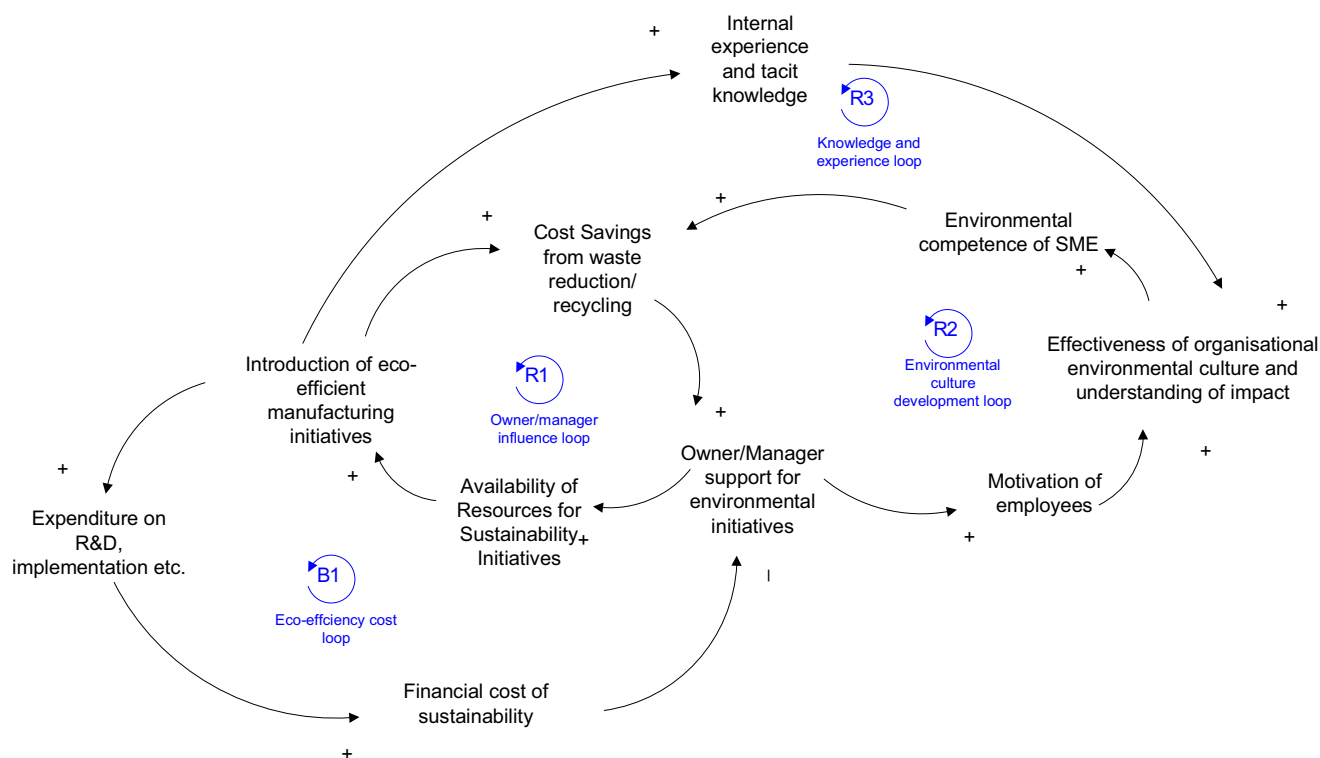 Internal
experience
and tacit
knowledge
+
R3
Knowledge and
experience loop
+
+
Cost Savings
from waste
reduction/
recycling
Environmental
competence of SME
+
+
R2
Environmental
culture
development loop
Effectiveness of organisational
environmental culture and
understanding of impact
+
Introduction of eco-
efficient
manufacturing
initiatives
+
R1
Owner/manager
influence loop
+
Owner/Manager
support for
environmental
initiatives
Motivation of
employees
+
Availability of
Resources for
Sustainability
Initiatives
+
+
Expenditure on
R&D,
implementation etc.
B1
Eco-effciency cost
loop
I
Financial cost of
sustainability
+